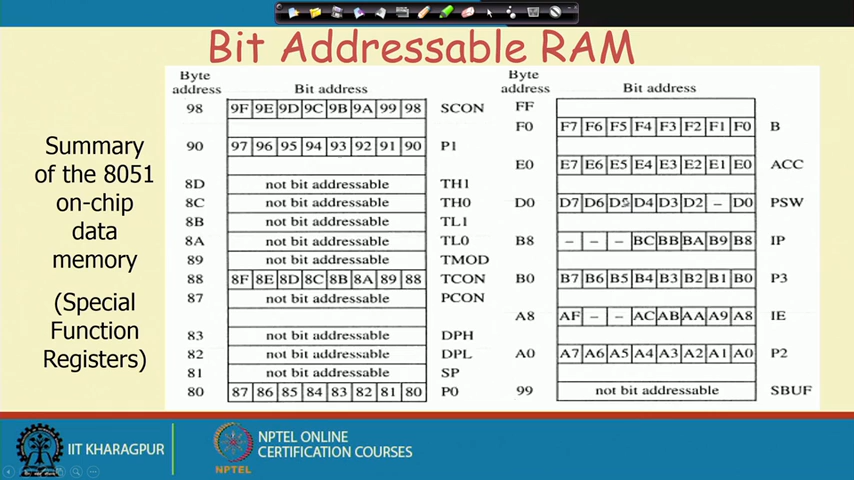 Bit Addressable RAM
Summary
of the 8051
on-chip
data
memory
(Special
Function
Registers)
Byte
address Bit address
98 9F 9E 9D 9C 9B 9A 99 98 SCON
90 97 96 95 94 93 92 91 90 P1
8D not bit addressable TH1
8C not bit addressable TH0
8B not bit addressable TL1
8A not bit addressable TL0
89 not bit addressable TMOD
88 8F 8E 8D 8C 8B 8A 89 88 TCON
87 not bit addressable PCON
83 not bit addressable DPH
82 not bit addressable DPL
81 not bit addressable SP
80 87 86 85 84 83 82 81 80 P0
Byte
address Bit address
FF
F0 F7 F6 F5 F4 F3 F2 F1 F0 B
E0 E7 E6 E5 E4 E3 E2 E1 E0 ACC
D0 D7 D6 D5 D4 D3 D2 – D0 PSW
B8 – – – BC BB BA B9 B8 IP
B0 B7 B6 B5 B4 B3 B2 B1 B0 P3
A8 AF – – AC AB AA A9 A8 IE
A0 A7 A6 A5 A4 A3 A2 A1 A0 P2
99 not bit addressable SBUF
IIT KHARAGPUR
NPTEL
NPTEL ONLINE
CERTIFICATION COURSES